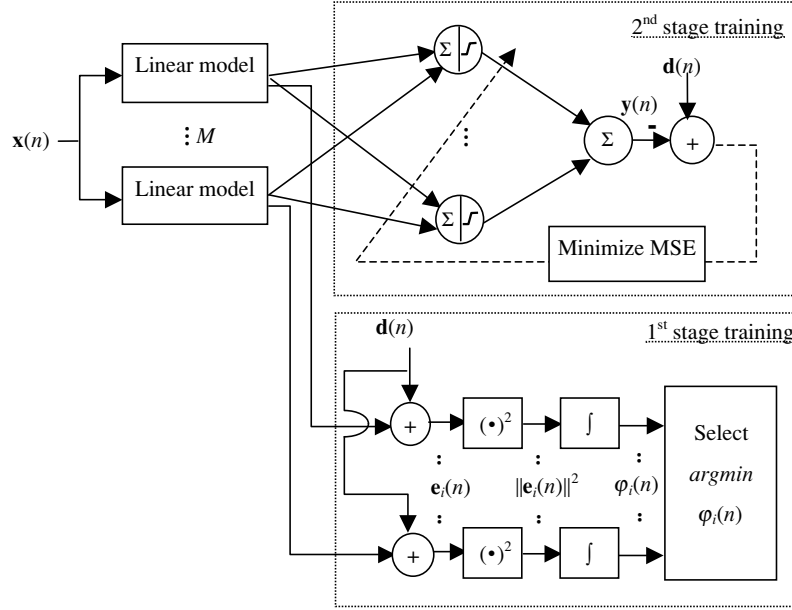 2nd stage training
Linear model
Σ
d(n)
y(n)
x(n)
⋮ M
Σ
-
+
⋮
Linear model
Σ
Minimize MSE
1st stage training
d(n)
+
(•)²
∫
Select
argmin
φi(n)
ei(n)
||ei(n)||²
φi(n)
+
(•)²
∫